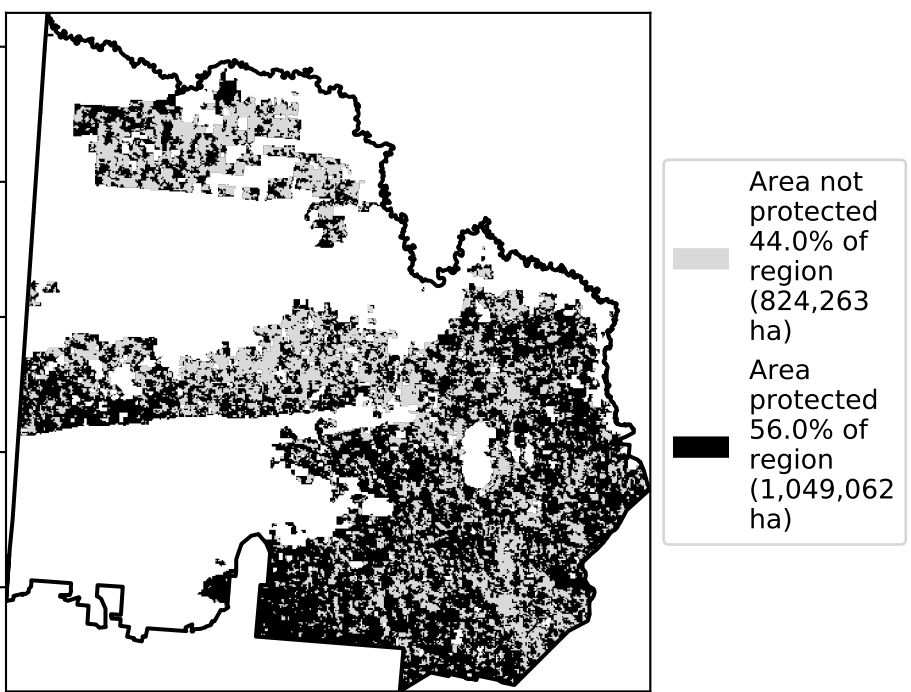 Area not
protected
44.0% of
region
(824,263
ha)
Area
protected
56.0% of
region
(1,049,062
ha)